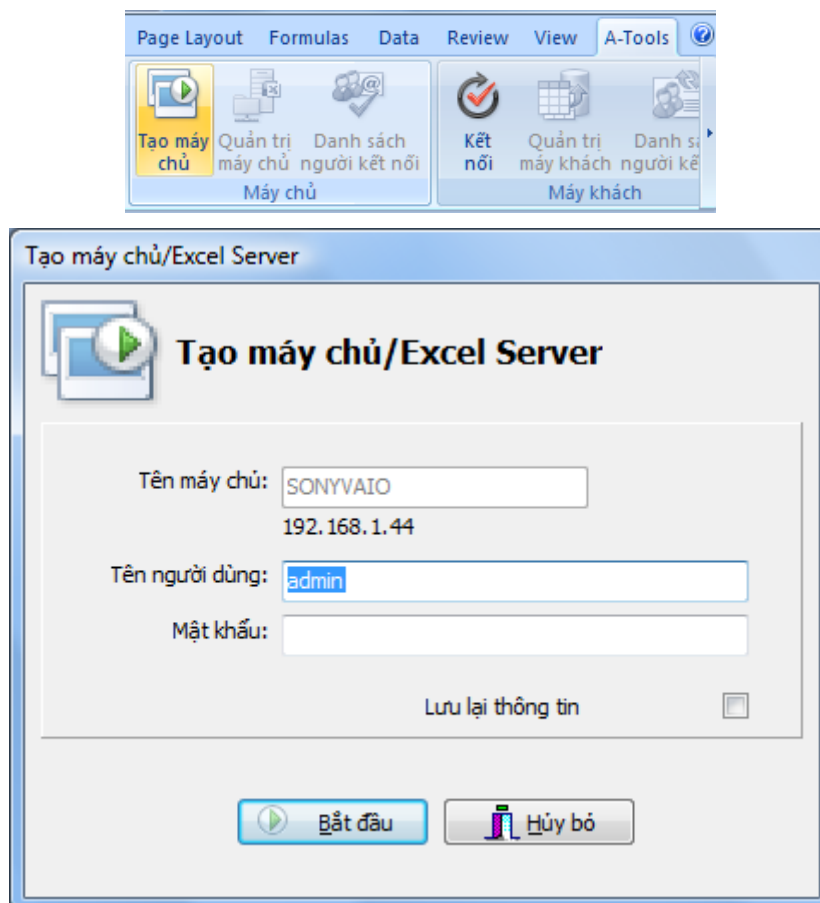 Page Layout Formulas Data Review View A-Tools
Tạo máy chủ Quản trị máy chủ Danh sách người kết nối Kết nối Quản trị máy khách Danh người
Máy chủ Máy khách
Tạo máy chủ/Excel Server
Tạo máy chủ/Excel Server
Tên máy chủ: SONYVAIO
192.168.1.44
Tên người dùng: admin
Mật khẩu:
Lưu lại thông tin
Bắt đầu Hủy bỏ